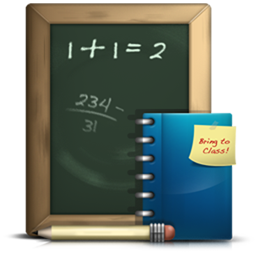 1 + 1 = 2
234 -
31
Bring to
Class!